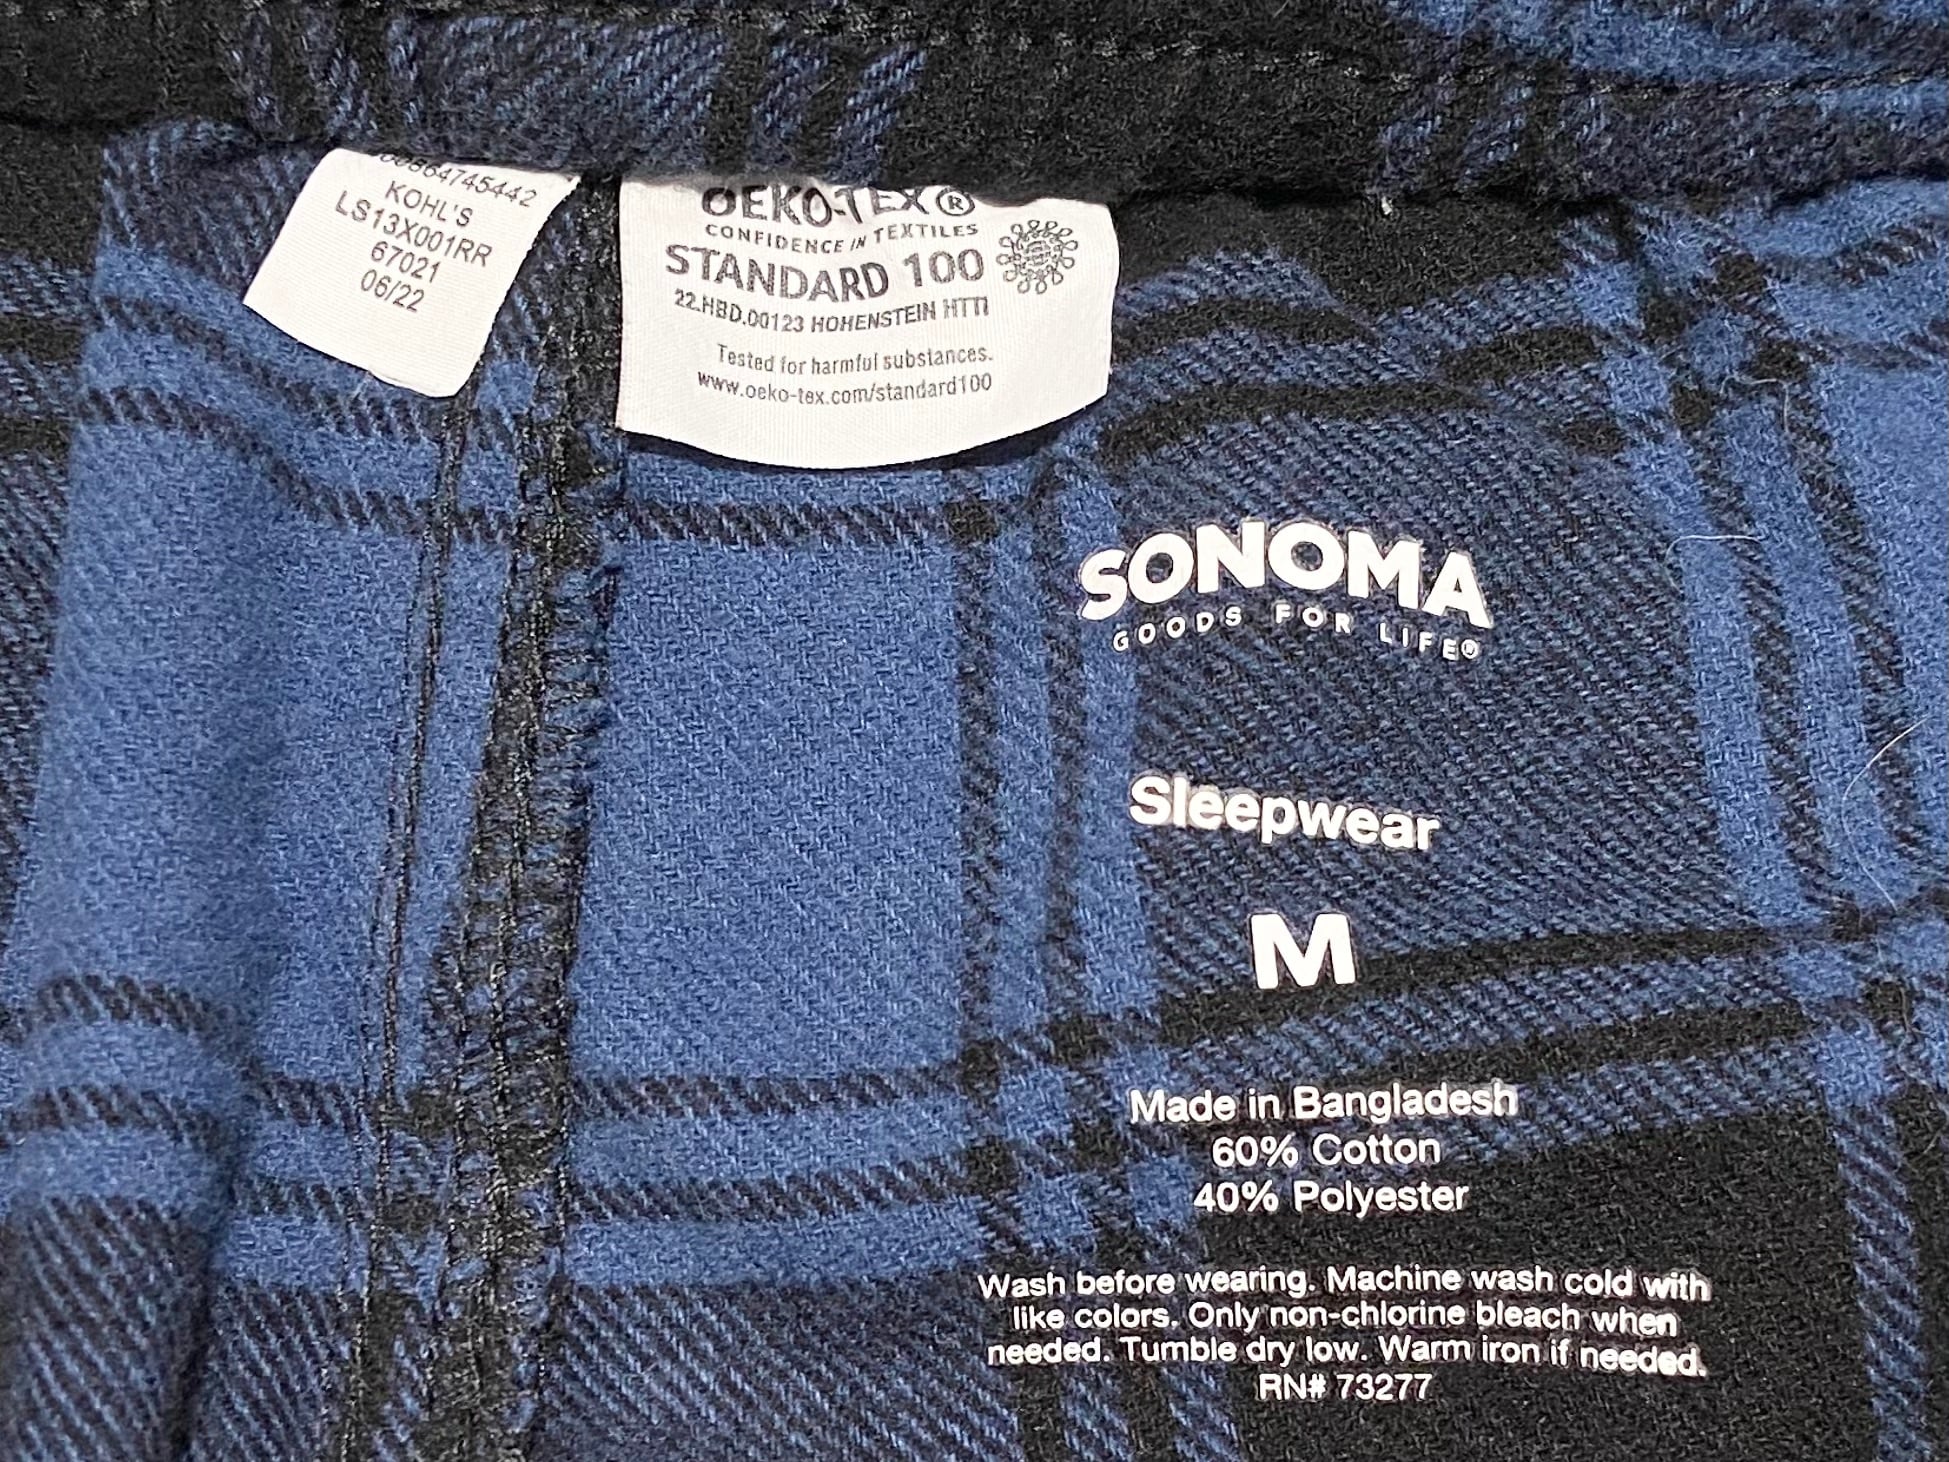 00864745442
KOHL'S
LS13X001RR
67021
06/22
OEKO-TEX®
CONFIDENCE IN TEXTILES
STANDARD 100
22.HBD.00123 HOHENSTEIN HTTI
Tested for harmful substances.
www.oeko-tex.com/standard100
SONOMA
GOODS FOR LIFE®
Sleepwear
M
Made in Bangladesh
60% Cotton
40% Polyester
Wash before wearing. Machine wash cold with
like colors. Only non-chlorine bleach when
needed. Tumble dry low. Warm iron if needed.
RN# 73277